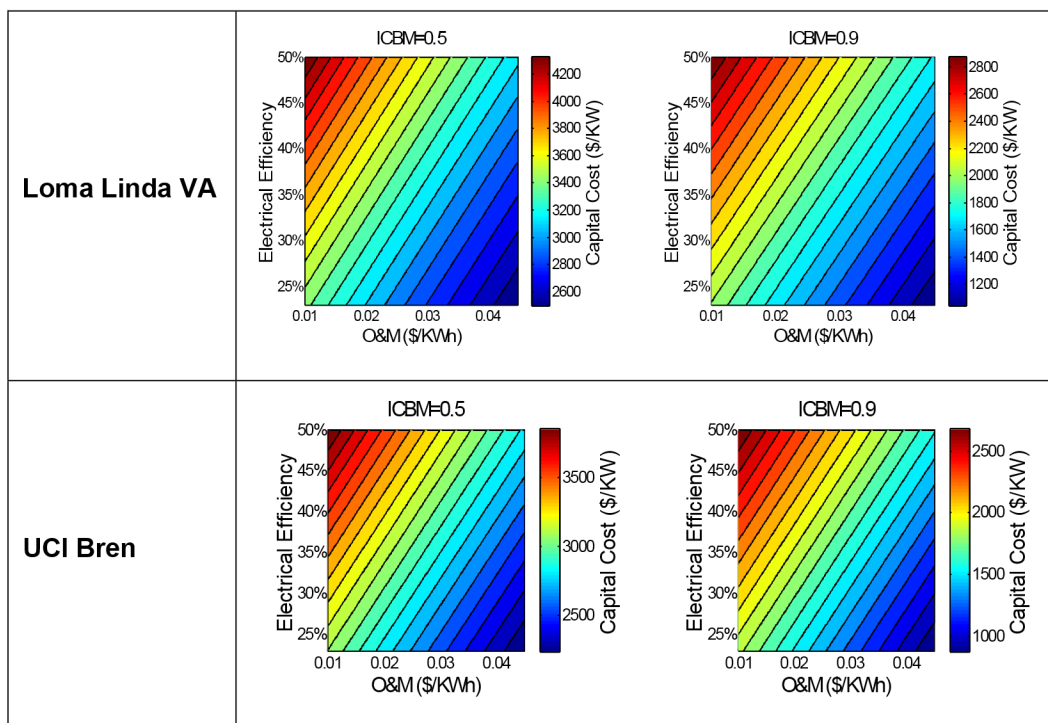 Loma Linda VA
ICBM=0.5
50%
45%
40%
35%
30%
25%
Electrical Efficiency
0.01 0.02 0.03 0.04
O&M ($/KWh)
4200
4000
3800
3600
3400
3200
3000
2800
2600
Capital Cost ($/KW)
ICBM=0.9
50%
45%
40%
35%
30%
25%
Electrical Efficiency
0.01 0.02 0.03 0.04
O&M ($/KWh)
2800
2600
2400
2200
2000
1800
1600
1400
1200
Capital Cost ($/KW)
UCI Bren
ICBM=0.5
50%
45%
40%
35%
30%
25%
Electrical Efficiency
0.01 0.02 0.03 0.04
O&M ($/KWh)
3500
3000
2500
Capital Cost ($/KW)
ICBM=0.9
50%
45%
40%
35%
30%
25%
Electrical Efficiency
0.01 0.02 0.03 0.04
O&M ($/KWh)
2500
2000
1500
1000
Capital Cost ($/KW)